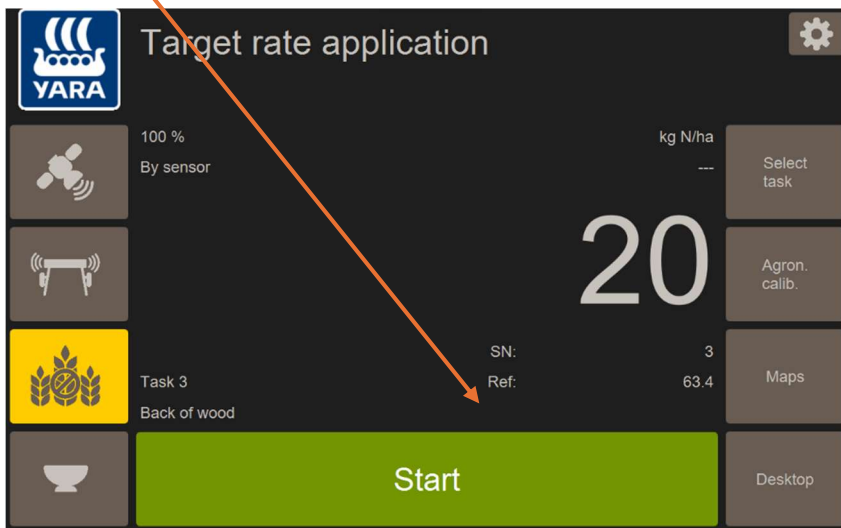 YARA
Target rate application
100 %
kg N/ha
By sensor
---
20
Select
task
Agron.
calib.
SN:
3
Task 3
Ref:
63.4
Maps
Back of wood
Start
Desktop